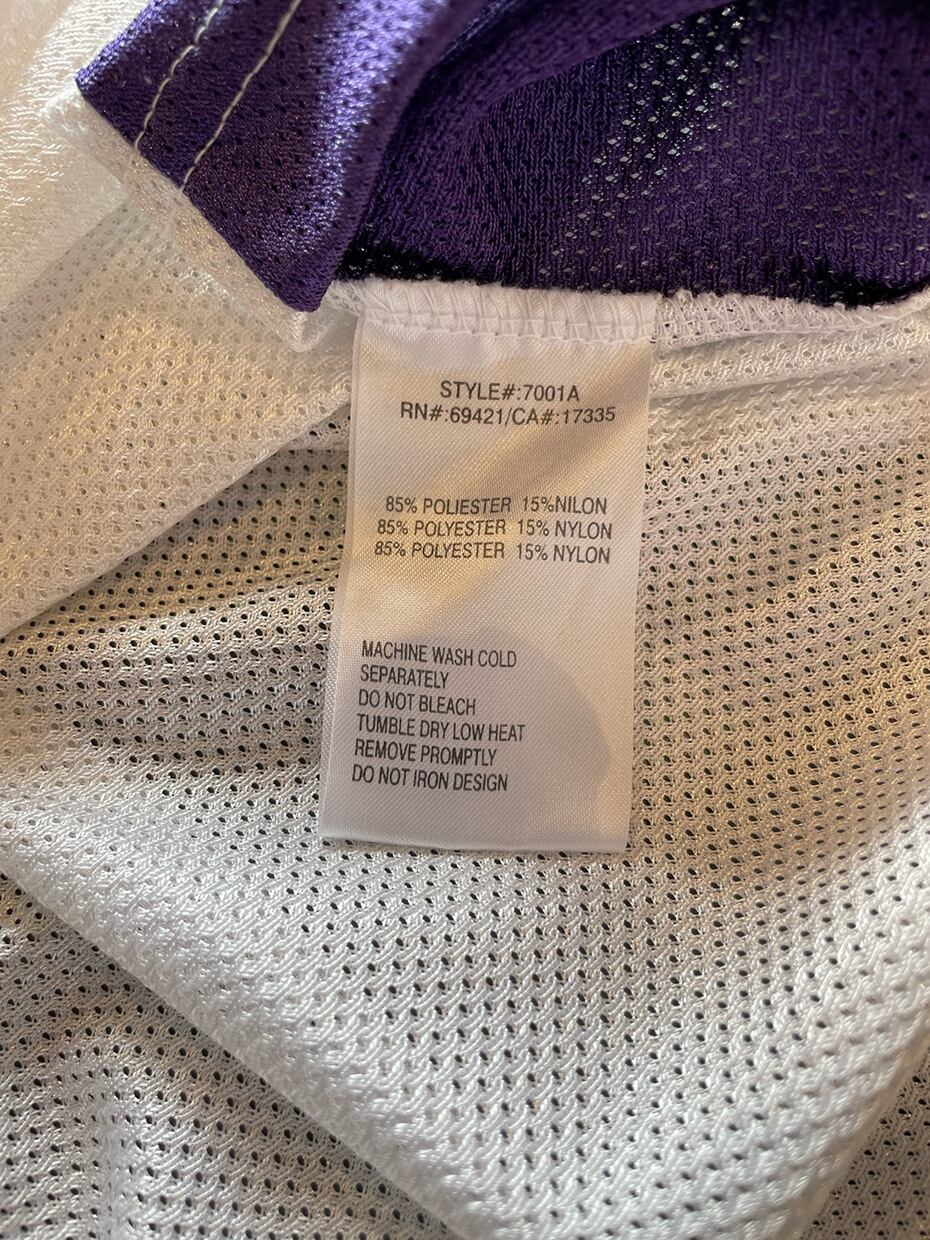 STYLE#:7001A
RN#:69421/CA#:17335
85% POLIESTER 15%NILON
85% POLYESTER 15% NYLON
85% POLYESTER 15% NYLON
MACHINE WASH COLD
SEPARATELY
DO NOT BLEACH
TUMBLE DRY LOW HEAT
REMOVE PROMPTLY
DO NOT IRON DESIGN